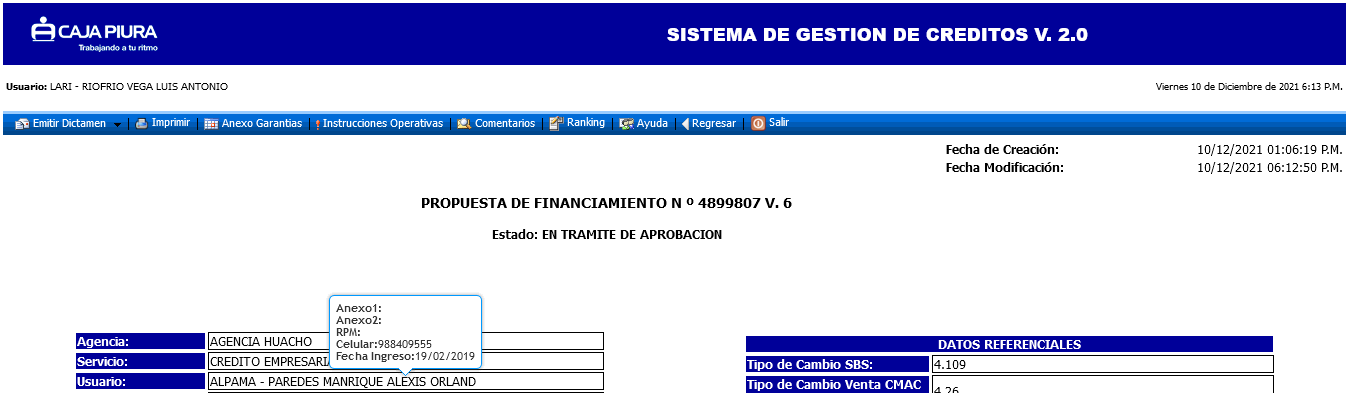 CAJA PIURA
Trabajando a tu ritmo
SISTEMA DE GESTION DE CREDITOS V. 2.0
Usuario: LARI - RIOFRIO VEGA LUIS ANTONIO
Viernes 10 de Diciembre de 2021 6:13 P.M.
Emitir Dictamen Imprimir Anexo Garantias Instrucciones Operativas Comentarios Ranking Ayuda Regresar Salir
Fecha de Creación: 10/12/2021 01:06:19 P.M.
Fecha Modificación: 10/12/2021 06:12:50 P.M.
PROPUESTA DE FINANCIAMIENTO N º 4899807 V. 6
Estado: EN TRAMITE DE APROBACION
Anexo1:
Anexo2:
RPM:
Celular:988409555
Fecha Ingreso:19/02/2019
Agencia: AGENCIA HUACHO
Servicio: CREDITO EMPRESARIA
Usuario: ALPAMA - PAREDES MANRIQUE ALEXIS ORLAND
DATOS REFERENCIALES
Tipo de Cambio SBS: 4.109
Tipo de Cambio Venta CMAC 4.26